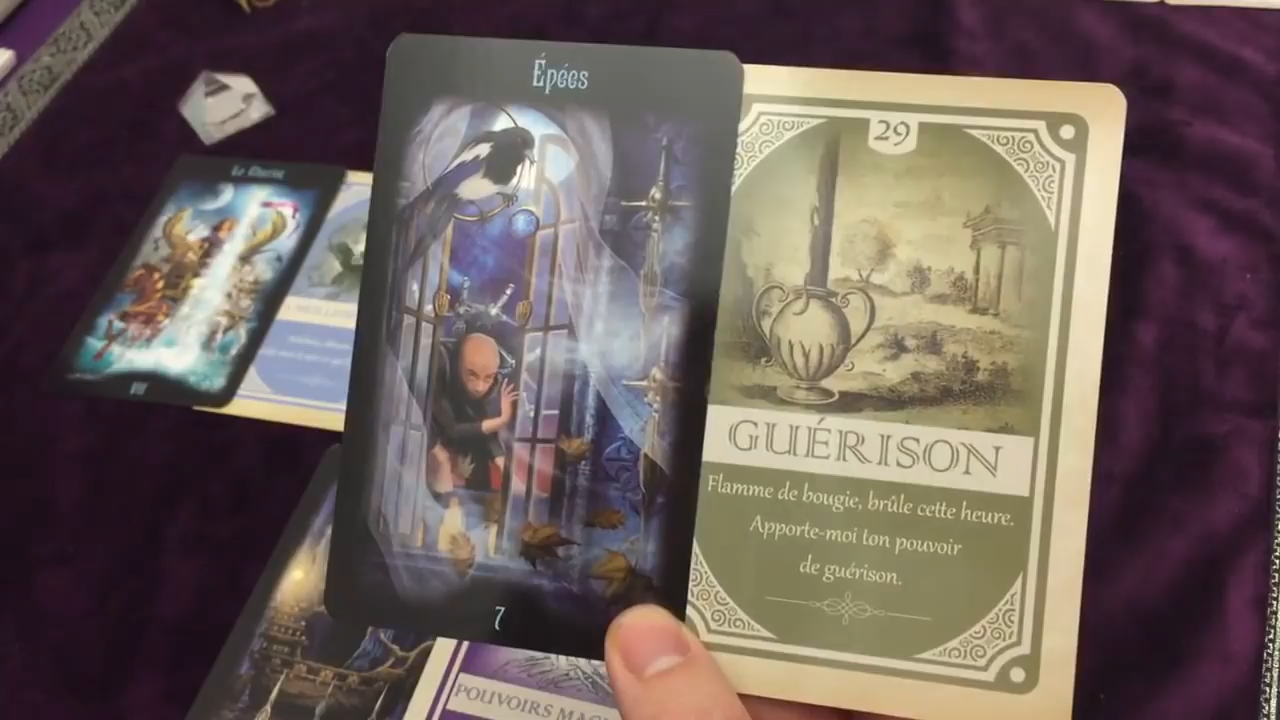 Épées
7
29
GUÉRISON
Flamme de bougie, brûle cette heure.
Apporte-moi ton pouvoir
de guérison.
Le Chariot
VII
POUVOIRS